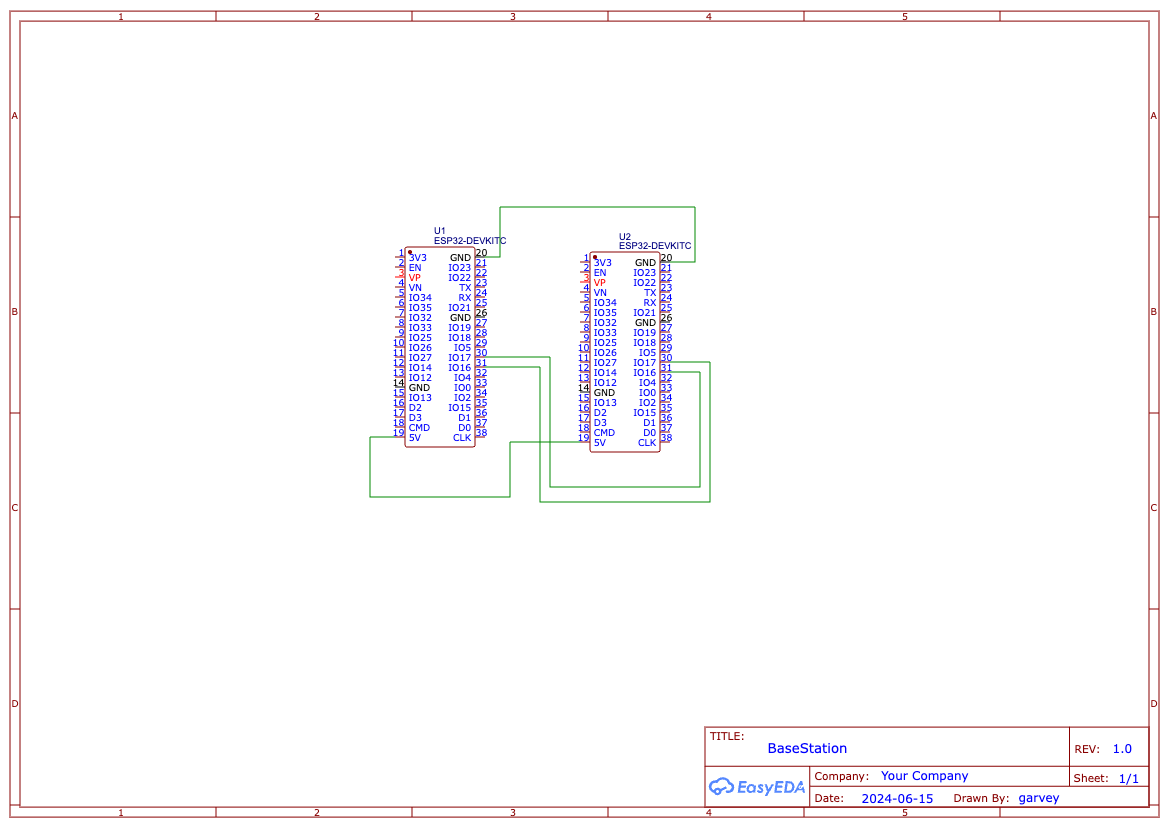 1 2 3 4 5
A A
B B
C C
D D
U1
ESP32-DEVKITC
1 3V3 GND 20
2 EN IO23 21
3 VP IO22 22
4 VN TX 23
5 IO34 RX 24
6 IO35 IO21 25
7 IO32 GND 26
8 IO33 IO19 27
9 IO25 IO18 28
10 IO26 IO5 29
11 IO27 IO17 30
12 IO14 IO16 31
13 IO12 IO4 32
14 GND IO0 33
15 IO13 IO2 34
16 D2 IO15 35
17 D3 D1 36
18 CMD D0 37
19 5V CLK 38
U2
ESP32-DEVKITC
1 3V3 GND 20
2 EN IO23 21
3 VP IO22 22
4 VN TX 23
5 IO34 RX 24
6 IO35 IO21 25
7 IO32 GND 26
8 IO33 IO19 27
9 IO25 IO18 28
10 IO26 IO5 29
11 IO27 IO17 30
12 IO14 IO16 31
13 IO12 IO4 32
14 GND IO0 33
15 IO13 IO2 34
16 D2 IO15 35
17 D3 D1 36
18 CMD D0 37
19 5V CLK 38
TITLE:
BaseStation
REV: 1.0
EasyEDA
Company: Your Company
Sheet: 1/1
Date: 2024-06-15 Drawn By: garvey
1 2 3 4 5